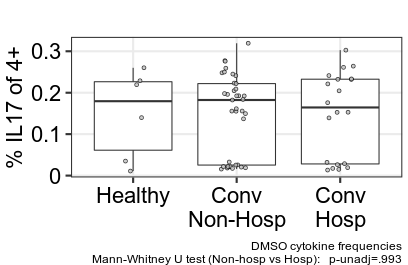 % IL17 of 4+
0.3
0.2
0.1
0
Healthy
Conv
Non-Hosp
Conv
Hosp
DMSO cytokine frequencies
Mann-Whitney U test (Non-hosp vs Hosp): p-unadj=.993